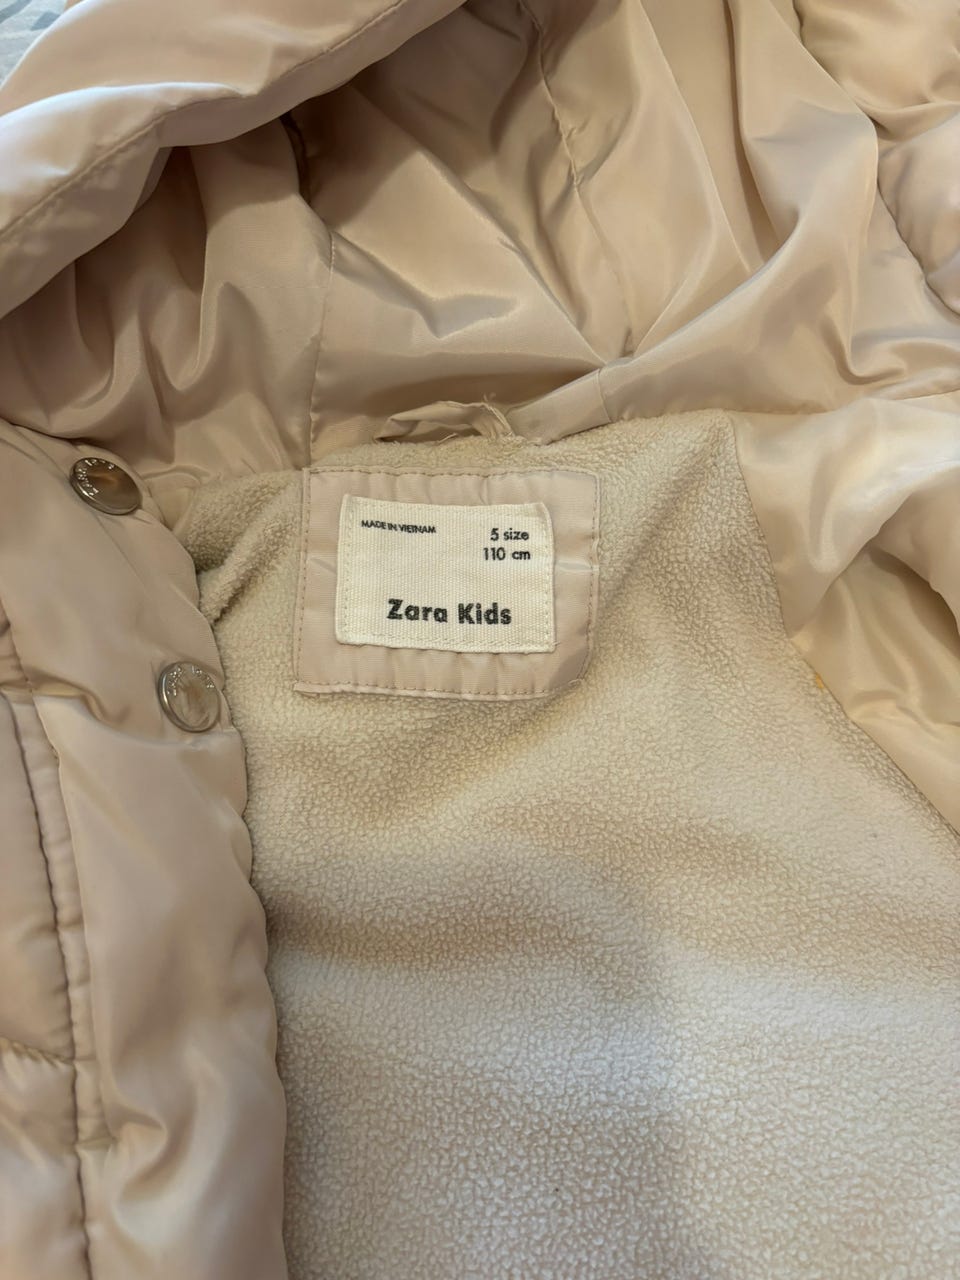 MADE IN VIETNAM
5 size
110 cm
Zara Kids